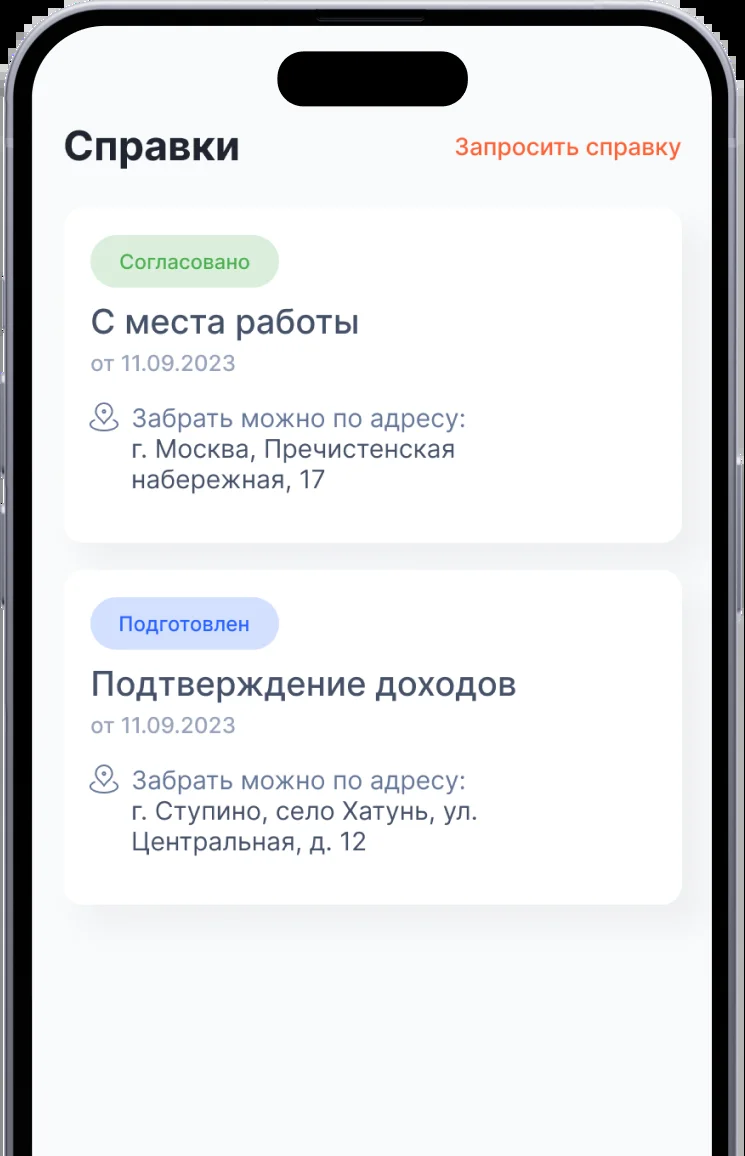 Справки
Запросить справку
Согласовано
С места работы
от 11.09.2023
Забрать можно по адресу:
г. Москва, Пречистенская
набережная, 17
Подготовлен
Подтверждение доходов
от 11.09.2023
Забрать можно по адресу:
г. Ступино, село Хатунь, ул.
Центральная, д. 12